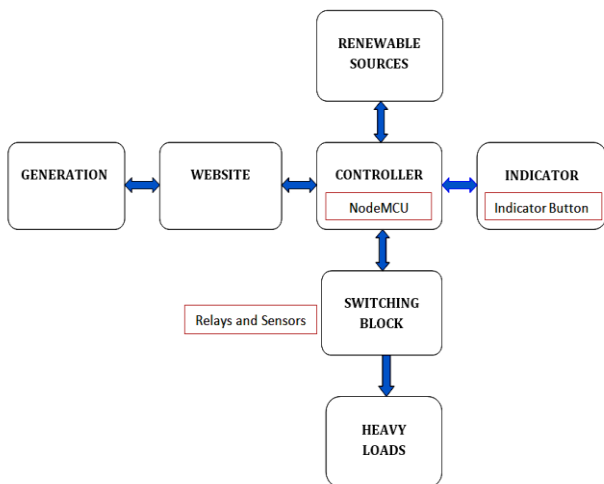 RENEWABLE
SOURCES
GENERATION
WEBSITE
CONTROLLER
NodeMCU
INDICATOR
Indicator Button
Relays and Sensors
SWITCHING
BLOCK
HEAVY
LOADS